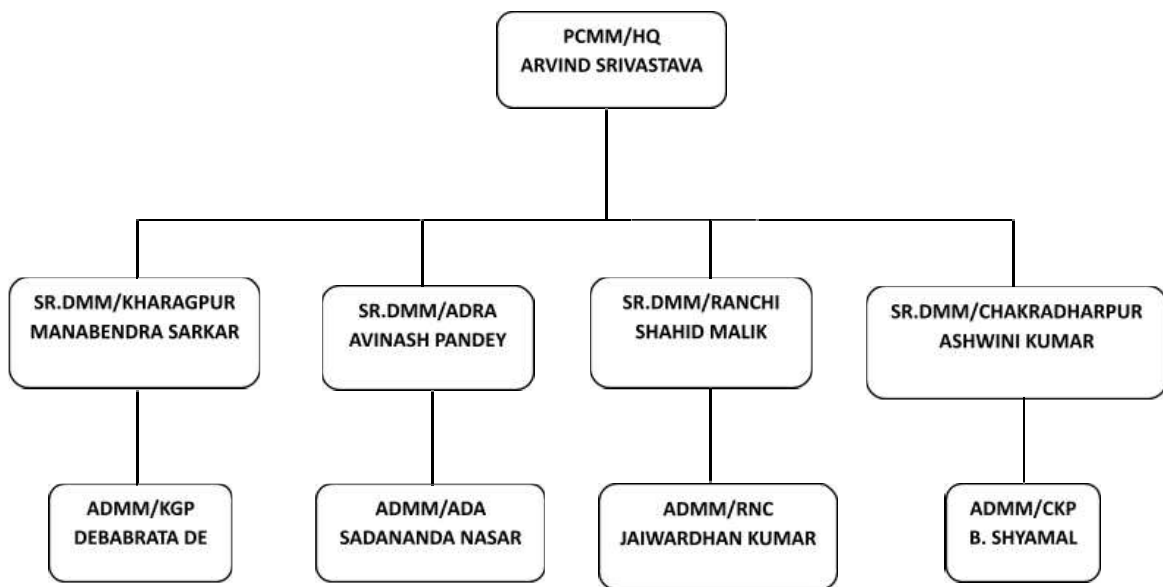 PCMM/HQ
ARVIND SRIVASTAVA
SR.DMM/KHARAGPUR
MANABENDRA SARKAR
SR.DMM/ADRA
AVINASH PANDEY
SR.DMM/RANCHI
SHAHID MALIK
SR.DMM/CHAKRADHARPUR
ASHWINI KUMAR
ADMM/KGP
DEBABRATA DE
ADMM/ADA
SADANANDA NASAR
ADMM/RNC
JAIWARDHAN KUMAR
ADMM/CKP
B. SHYAMAL